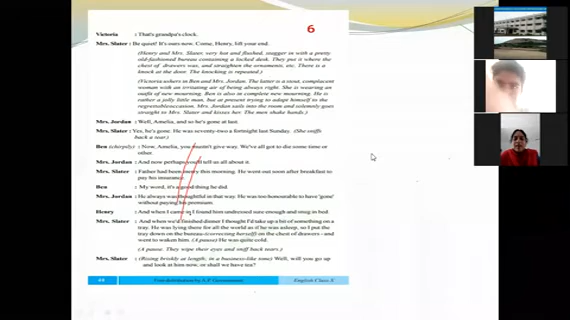 6
Victoria : That's grandpa's clock.
Mrs. Slater : Be quiet! It's ours now. Come, Henry, lift your end.
(Henry and Mrs. Slater, very hot and flushed, stagger in with a pretty
old-fashioned bureau containing a locked desk. They put it where the
chest of drawers was, and straighten the ornaments, etc. There is a
knock at the door. The knocking is repeated.)
(Victoria ushers in Ben and Mrs. Jordan. The latter is a stout, complacent
woman with an irritating air of being always right. She is wearing an
outfit of new mourning. Ben is also in complete new mourning. He is
rather a jolly little man, but at present trying to adapt himself to the
regrettable occasion. Mrs. Jordan sails into the room and solemnly goes
straight to Mrs. Slater and kisses her. The men shake hands.)
Mrs. Jordan : Well, Amelia, and so he's gone at last.
Mrs. Slater : Yes, he's gone. He was seventy-two a fortnight last Sunday. (She sniffs
back a tear.)
Ben (chirpily) : Now, Amelia, you mustn't give way. We've all got to die some time or
other.
Mrs. Jordan : And now perhaps you'll tell us all about it.
Mrs. Slater : Father had been merry this morning. He went out soon after breakfast to
pay his insurance.
Ben : My word, it's a good thing he did.
Mrs. Jordan : He always was thoughtful in that way. He was too honourable to have 'gone'
without paying his premium.
Henry : And when I came in I found him undressed sure enough and snug in bed.
Mrs. Slater : And when we'd finished dinner I thought I'd take up a bit of something on a
tray. He was lying there for all the world as if he was asleep, so I put the
tray down on the bureau-(correcting herself) on the chest of drawers - and
went to waken him. (A pause) He was quite cold.
(A pause. They wipe their eyes and sniff back tears.)
Mrs. Slater : (Rising briskly at length, in a business-like tone) Well, will you go up
and look at him now, or shall we have tea?
44
Free distribution by A.P. Government
English Class X